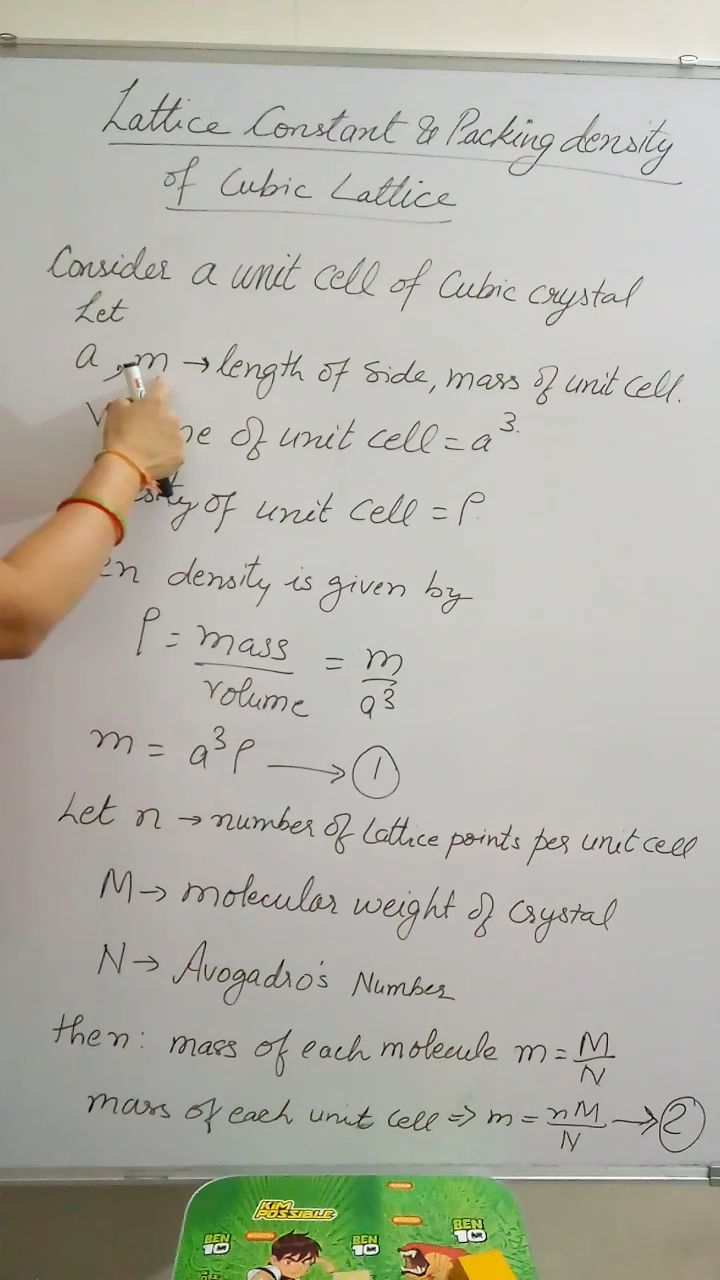 Lattice Constant & Packing density
of Cubic Lattice
Consider a unit cell of Cubic crystal
Let
a, m → length of side, mass of unit cell.
of unit cell = a³.
of unit cell = ρ
density is given by
ρ = mass/volume = m/a³
m = a³ρ → ①
Let n → number of lattice points per unit cell
M → molecular weight of crystal
N → Avogadro's Number
then: mass of each molecule m = M/N
mass of each unit cell ⇒ m = nM/N → ②
KIM POSSIBLE
BEN 10
BEN 10
BEN 10